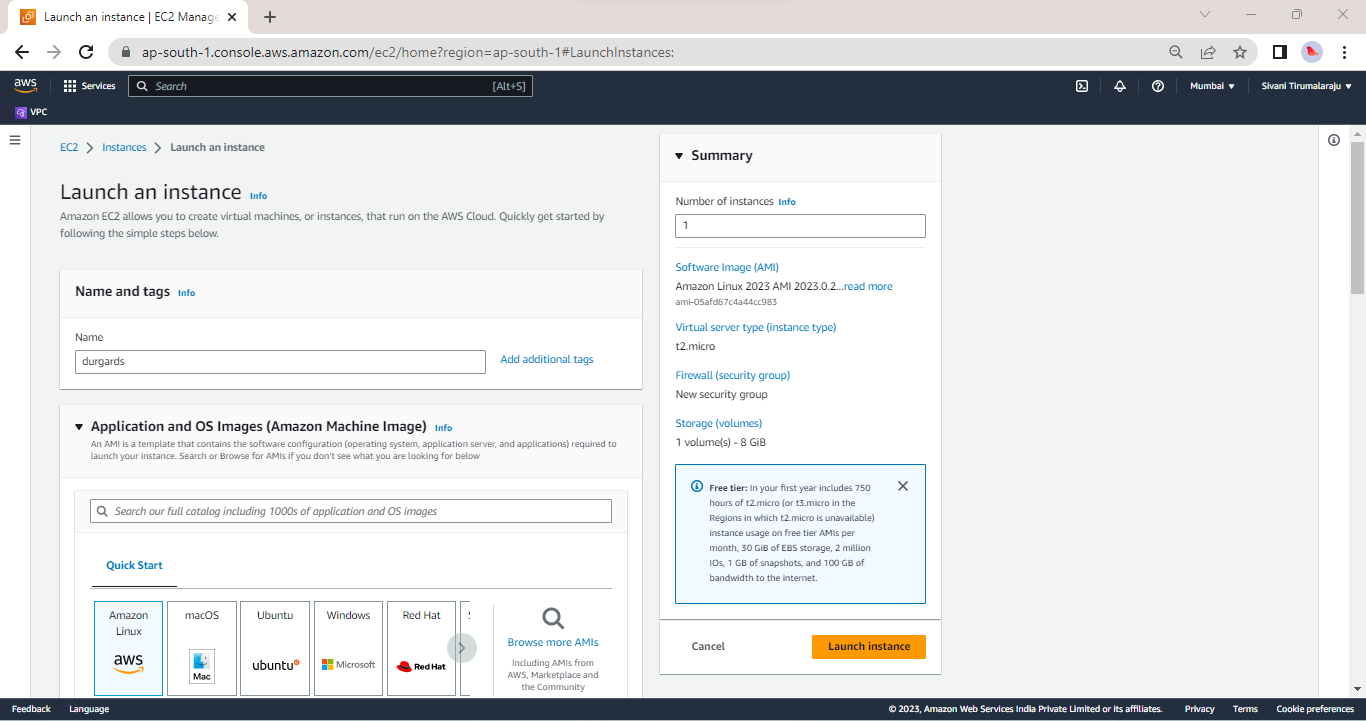 Launch an instance | EC2 Manage
ap-south-1.console.aws.amazon.com/ec2/home?region=ap-south-1#LaunchInstances:
aws
Services
Search
[Alt+S]
Mumbai
Sivani Tirumalaraju
VPC
EC2
Instances
Launch an instance
Launch an instance Info
Amazon EC2 allows you to create virtual machines, or instances, that run on the AWS Cloud. Quickly get started by
following the simple steps below.
Name and tags Info
Name
durgards
Add additional tags
Application and OS Images (Amazon Machine Image) Info
An AMI is a template that contains the software configuration (operating system, application server, and applications) required to
launch your instance. Search or Browse for AMIs if you don't see what you are looking for below
Search our full catalog including 1000s of application and OS images
Quick Start
Amazon
Linux
aws
macOS
Mac
Ubuntu
ubuntu
Windows
Microsoft
Red Hat
Red Hat
Browse more AMIs
Including AMIs from
AWS, Marketplace and
the Community
Summary
Number of instances Info
1
Software Image (AMI)
Amazon Linux 2023 AMI 2023.0.2...read more
ami-05afd67c4a44cc983
Virtual server type (instance type)
t2.micro
Firewall (security group)
New security group
Storage (volumes)
1 volume(s) - 8 GiB
Free tier: In your first year includes 750
hours of t2.micro (or t3.micro in the
Regions in which t2.micro is unavailable)
instance usage on free tier AMIs per
month, 30 GiB of EBS storage, 2 million
IOs, 1 GB of snapshots, and 100 GB of
bandwidth to the internet.
Cancel
Launch instance
Feedback
Language
© 2023, Amazon Web Services India Private Limited or its affiliates.
Privacy
Terms
Cookie preferences